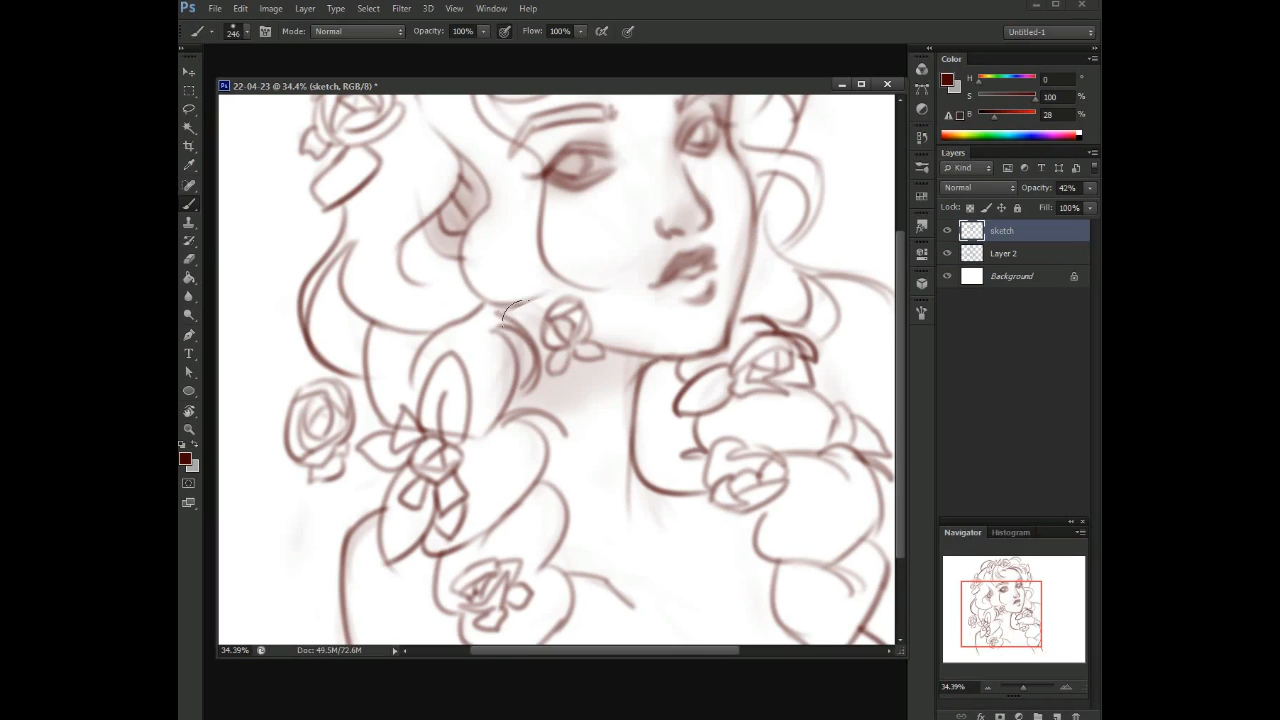 Ps File Edit Image Layer Type Select Filter 3D View Window Help
246 Mode: Normal Opacity: 100% Flow: 100% Untitled-1
Ps 22-04-23 @ 34.4% (sketch, RGB/8) *
Color
H 0 °
S 100 %
B 28 %
Layers
Kind T
Normal Opacity: 42%
Lock: Fill: 100%
sketch
Layer 2
Background
T
Navigator Histogram
34.39% Doc: 49.5M/72.6M
34.39%
fx